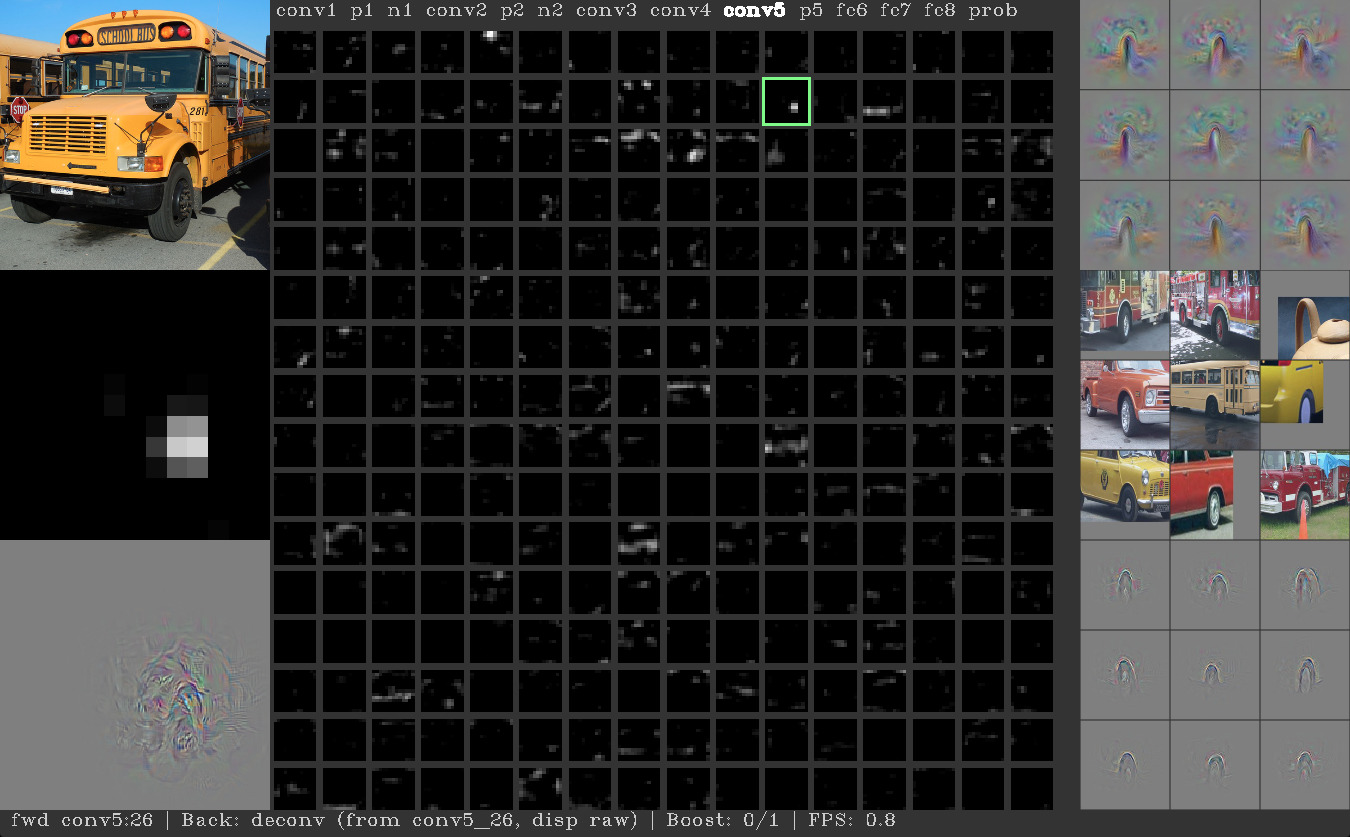 conv1 p1 n1 conv2 p2 n2 conv3 conv4 conv5 p5 fc6 fc7 fc8 prob
SCHOOL BUS
STOP
281
fwd conv5:26 | Back: deconv (from conv5_26, disp raw) | Boost: 0/1 | FPS: 0.8